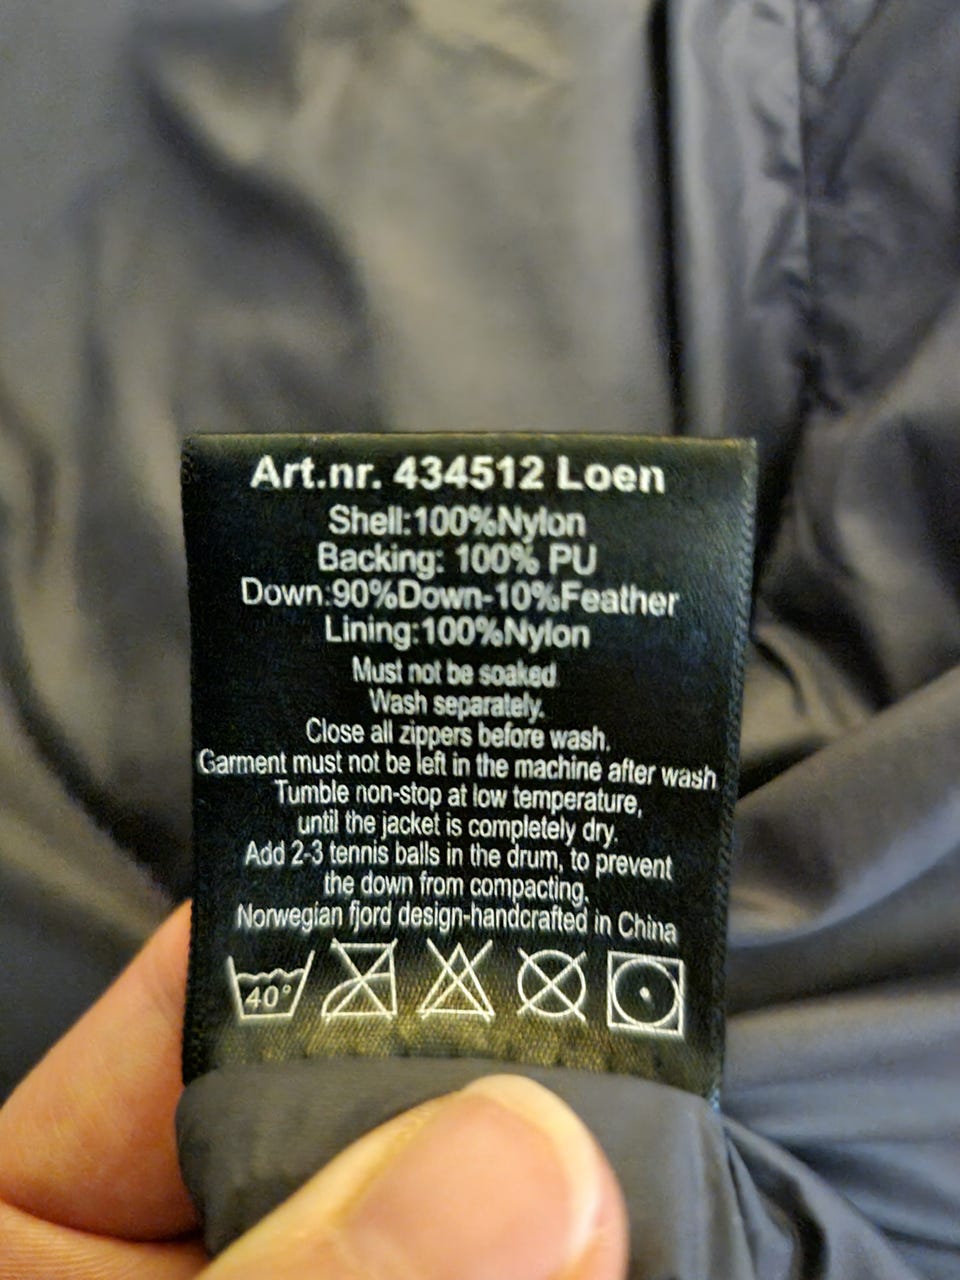 Art.nr. 434512 Loen
Shell:100%Nylon
Backing: 100% PU
Down:90%Down-10%Feather
Lining:100%Nylon
Must not be soaked
Wash separately.
Close all zippers before wash.
Garment must not be left in the machine after wash
Tumble non-stop at low temperature,
until the jacket is completely dry.
Add 2-3 tennis balls in the drum, to prevent
the down from compacting.
Norwegian fjord design-handcrafted in China
40°